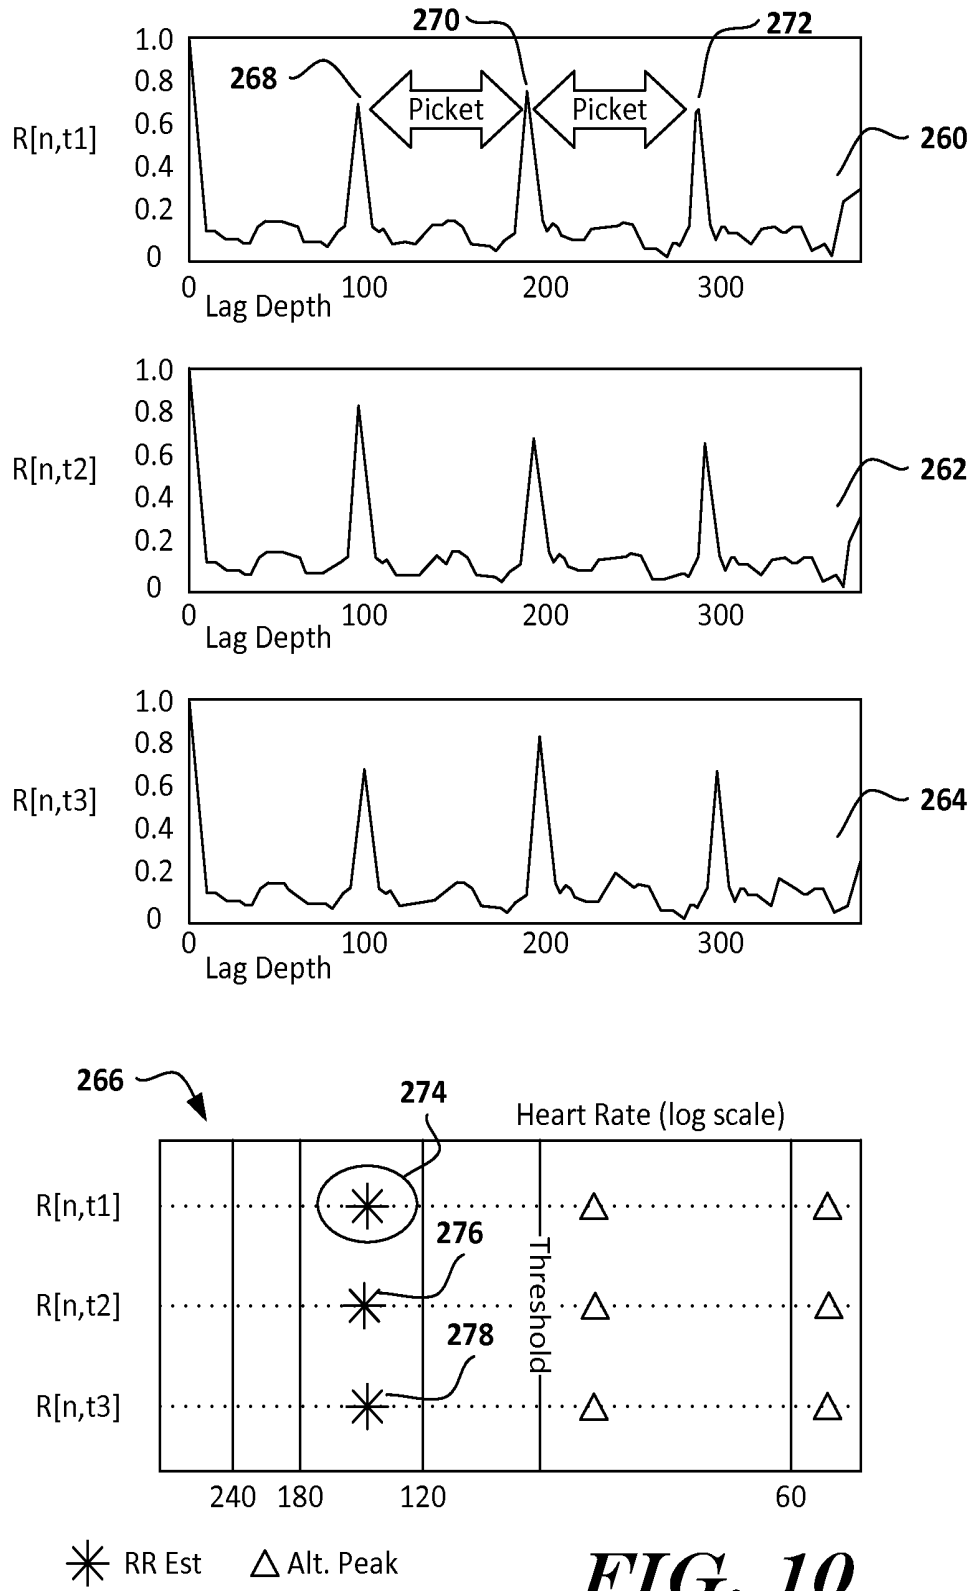 270
272
1.0
0.8
268
Picket
Picket
0.6
R[n,t1]
260
0.4
0.2
0
0
100
200
300
Lag Depth
1.0
0.8
0.6
R[n,t2]
262
0.4
0.2
0
0
100
200
300
Lag Depth
1.0
0.8
0.6
R[n,t3]
264
0.4
0.2
0
0
100
200
300
Lag Depth
266
274
Heart Rate (log scale)
R[n,t1]
276
Threshold
R[n,t2]
278
R[n,t3]
240
180
120
60
RR Est
Alt. Peak
FIG. 10